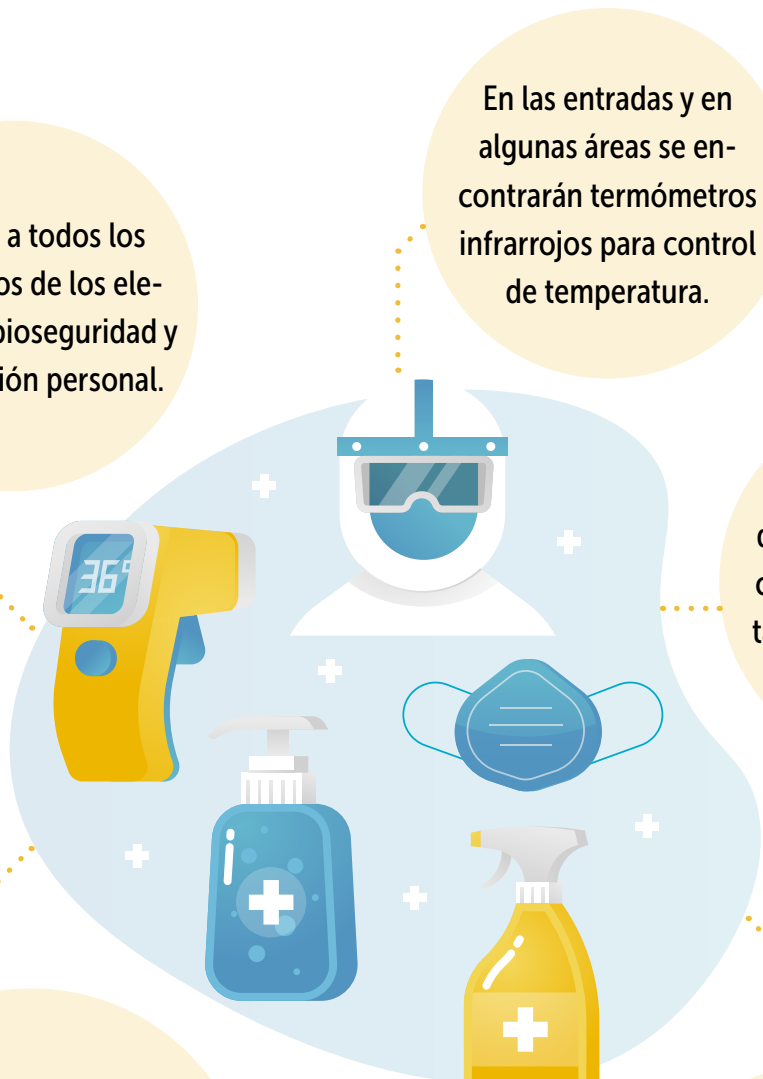 En las entradas y en
algunas áreas se en-
contrarán termómetros
infrarrojos para control
de temperatura.
a todos los
os de los ele-
bioseguridad y
ión personal.
36°